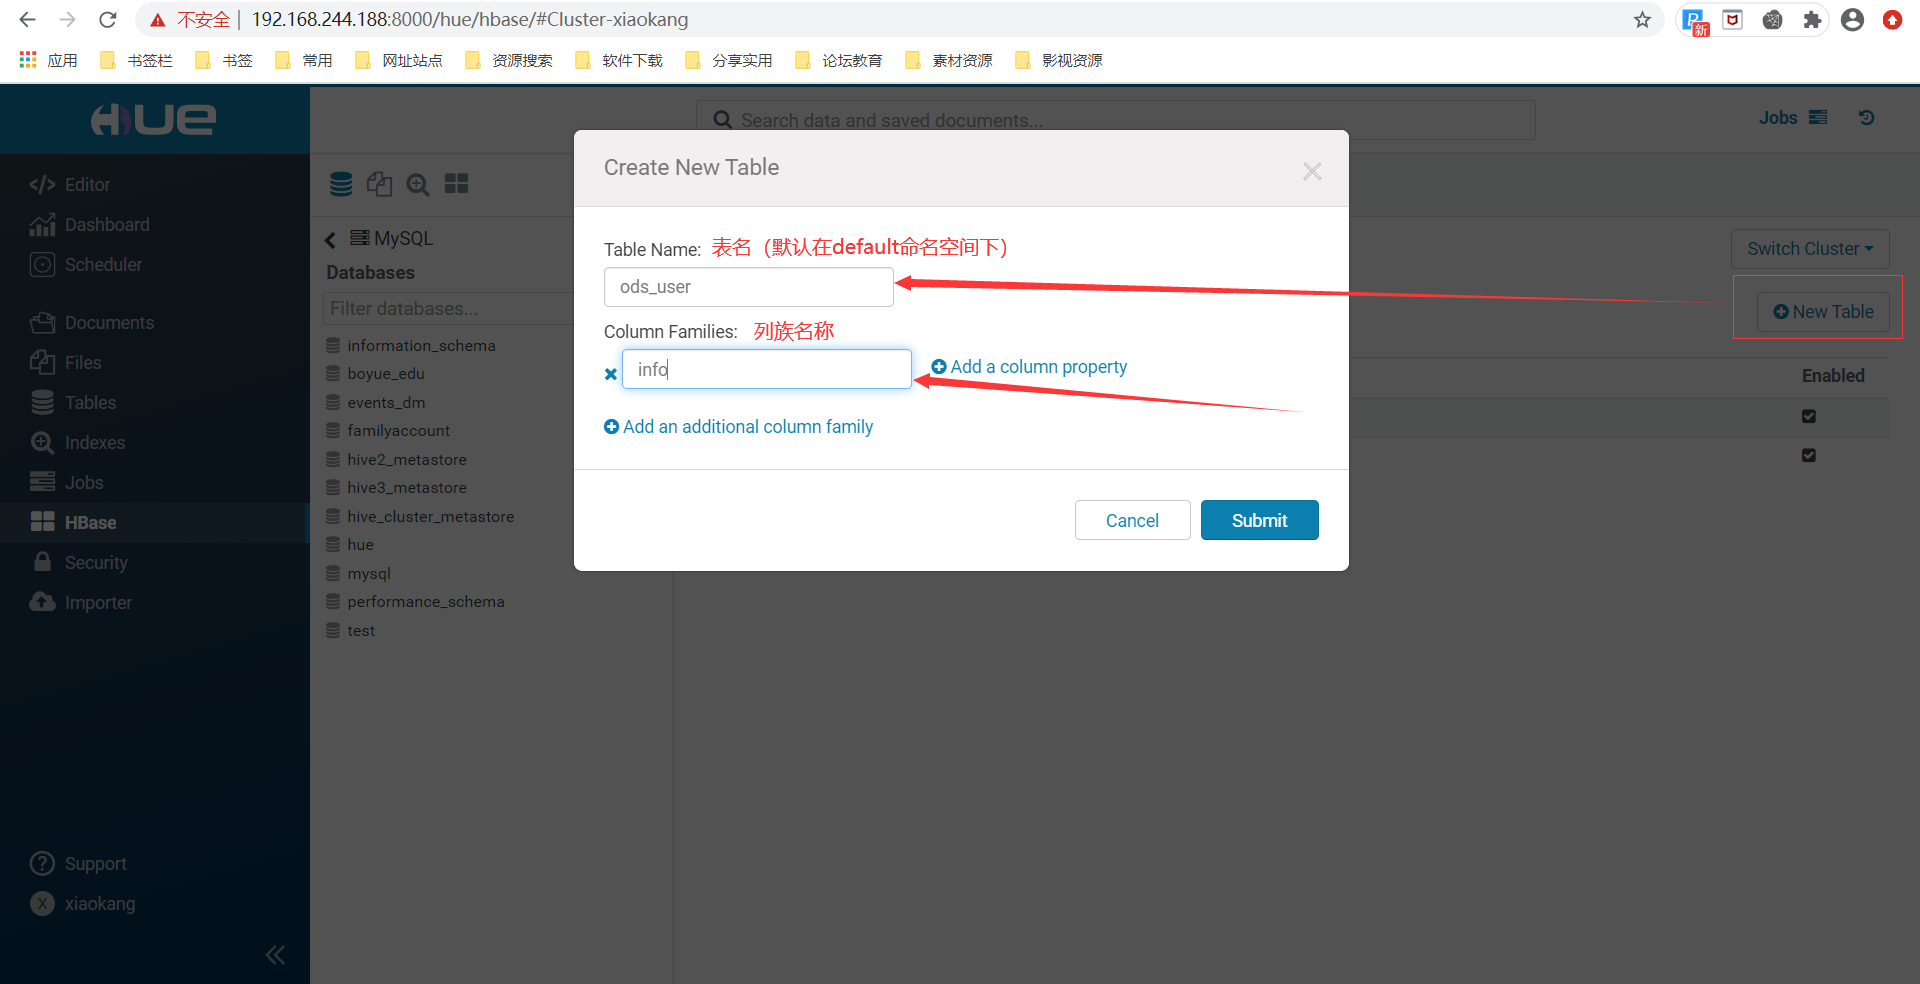 不安全 | 192.168.244.188:8000/hue/hbase/#Cluster-xiaokang
新
应用 书签栏 书签 常用 网址站点 资源搜索 软件下载 分享实用 论坛教育 素材资源 影视资源
HUE
Search data and saved documents...
Jobs
Editor
Dashboard
Scheduler
Documents
Files
Tables
Indexes
Jobs
HBase
Security
Importer
Support
X xiaokang
MySQL
Databases
Filter databases...
information_schema
boyue_edu
events_dm
familyaccount
hive2_metastore
hive3_metastore
hive_cluster_metastore
hue
mysql
performance_schema
test
Create New Table
Table Name: 表名（默认在default命名空间下）
ods_user
Column Families: 列族名称
info
Add a column property
Add an additional column family
Cancel Submit
Switch Cluster
New Table
Enabled